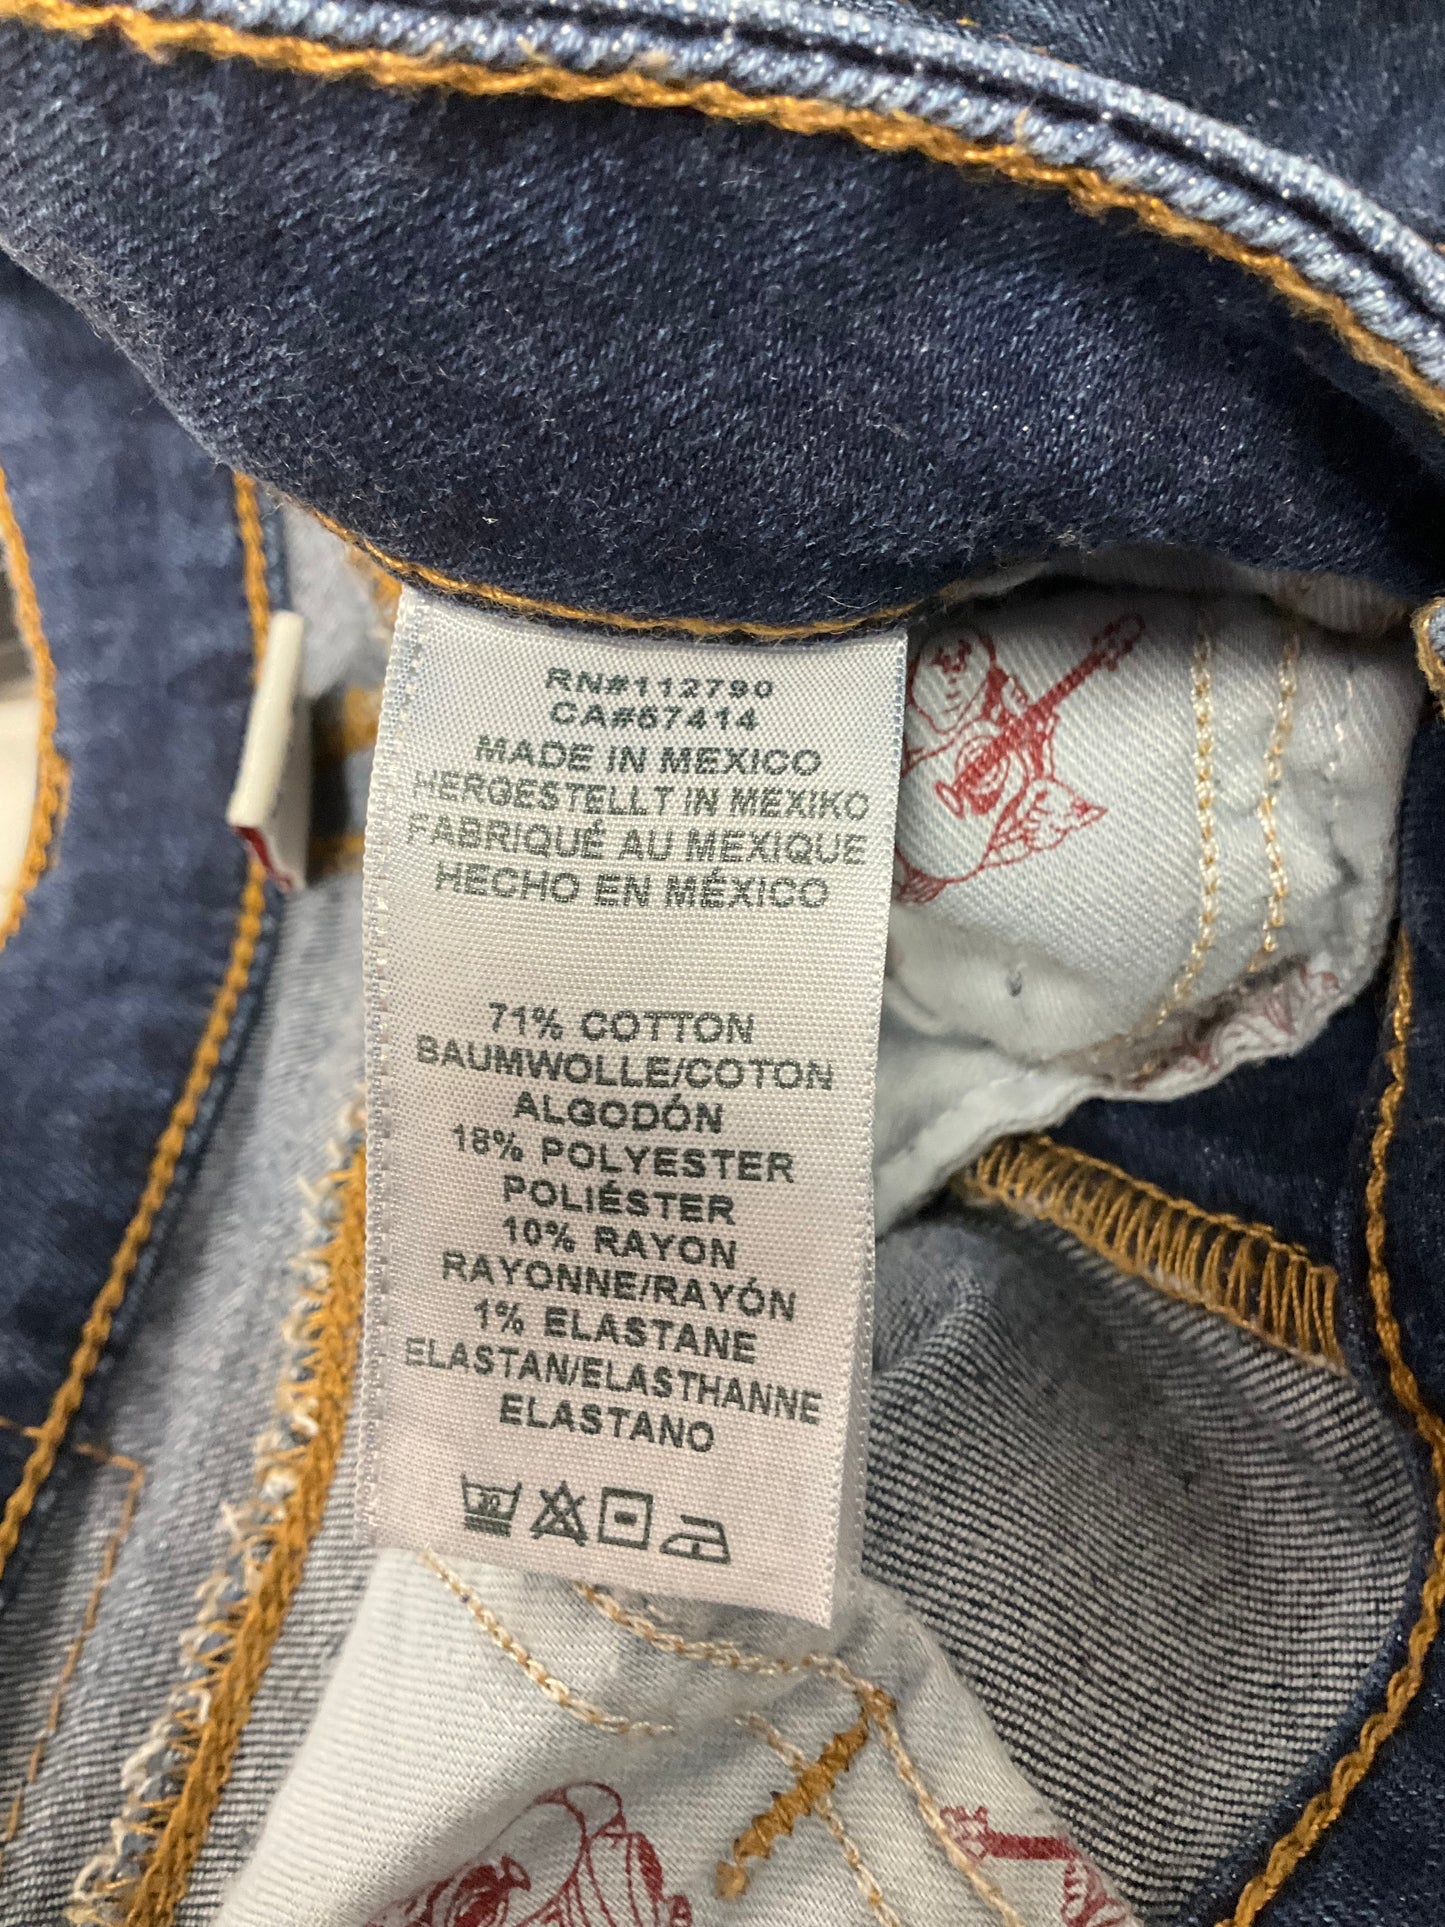 RN#112790
CA#57414
MADE IN MEXICO
HERGESTELLT IN MEXIKO
FABRIQUÉ AU MEXIQUE
HECHO EN MÉXICO
71% COTTON
BAUMWOLLE/COTON
ALGODÓN
18% POLYESTER
POLIÉSTER
10% RAYON
RAYONNE/RAYÓN
1% ELASTANE
ELASTAN/ELASTHANNE
ELASTANO
30